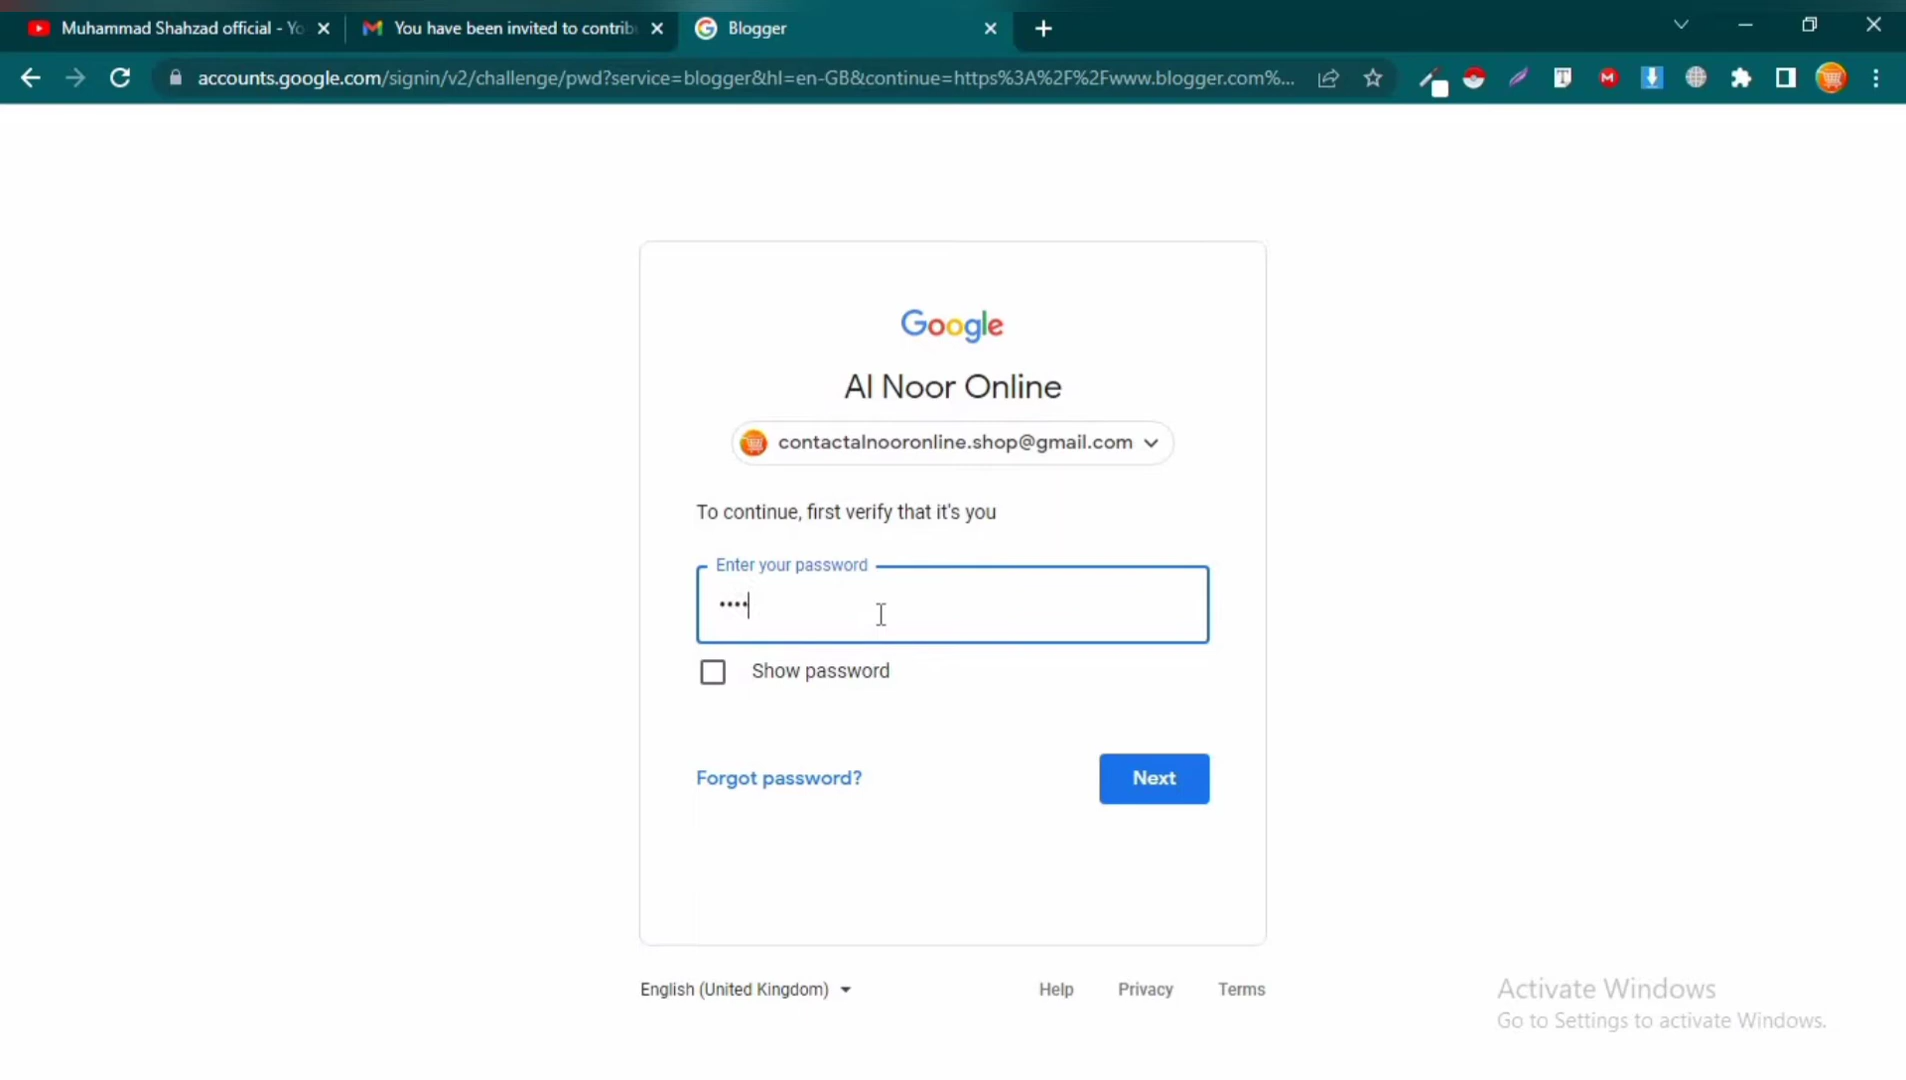 Muhammad Shahzad official - Yo
You have been invited to contrib
Blogger
accounts.google.com/signin/v2/challenge/pwd?service=blogger&hl=en-GB&continue=https%3A%2F%2Fwww.blogger.com%...
Google
Al Noor Online
contactalnooronline.shop@gmail.com
To continue, first verify that it's you
Enter your password
••••
Show password
Forgot password?
Next
English (United Kingdom)
Help
Privacy
Terms
Activate Windows
Go to Settings to activate Windows.